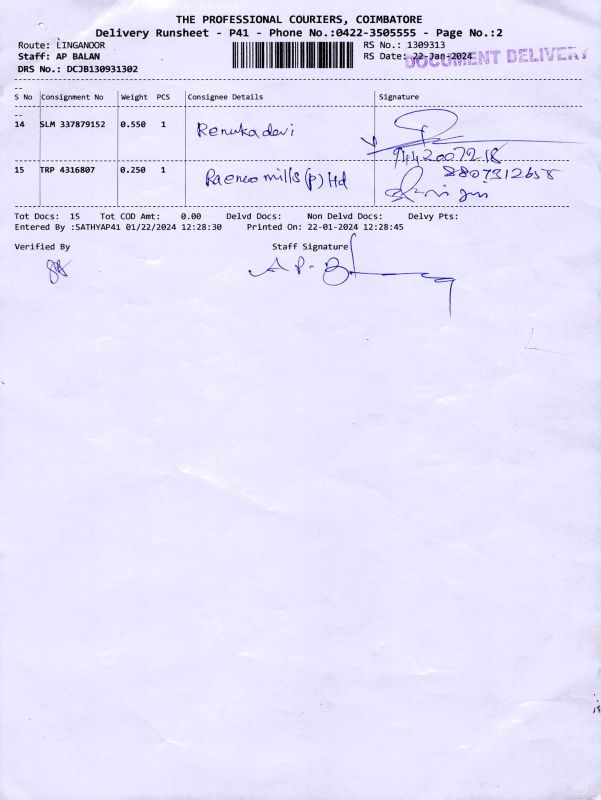 THE PROFESSIONAL COURIERS, COIMBATORE
Delivery Runsheet - P41 - Phone No.:0422-3505555 - Page No.:2
Route: LINGANOOR RS No.: 1309313
Staff: AP BALAN RS Date: 22-Jan-2024 DOCUMENT DELIVERY
DRS No.: DCJB130931302
S No Consignment No Weight PCS Consignee Details Signature
14 SLM 337879152 0.550 1 Renuka devi
9442007218
15 TRP 4316807 0.250 1 Raenco mills (p) ltd 8807312658
Tot Docs: 15 Tot COD Amt: 0.00 Delvd Docs: Non Delvd Docs: Delvy Pts:
Entered By :SATHYAP41 01/22/2024 12:28:30 Printed On: 22-01-2024 12:28:45
Verified By Staff Signature
A P. B